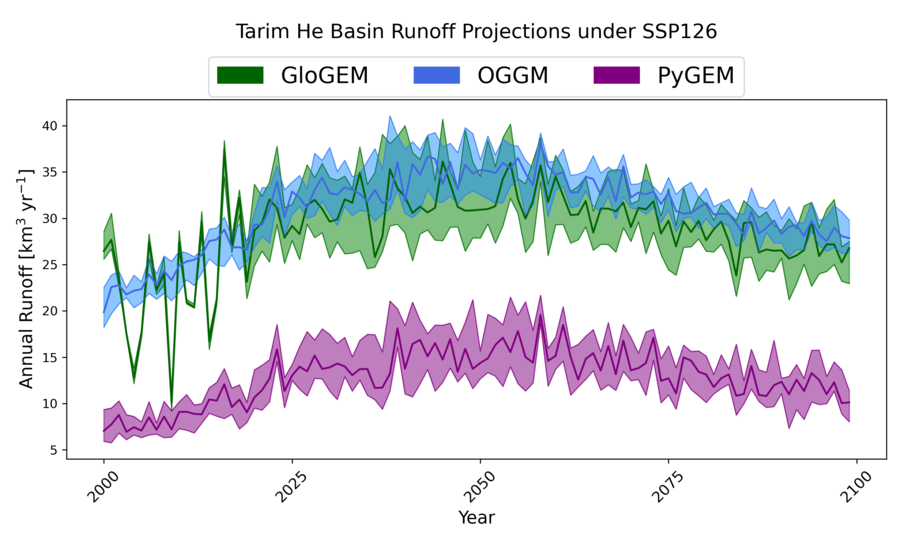 Tarim He Basin Runoff Projections under SSP126
GloGEM OGGM PyGEM
Annual Runoff [km³ yr⁻¹]
40
35
30
25
20
15
10
5
2000 2025 2050 2075 2100
Year